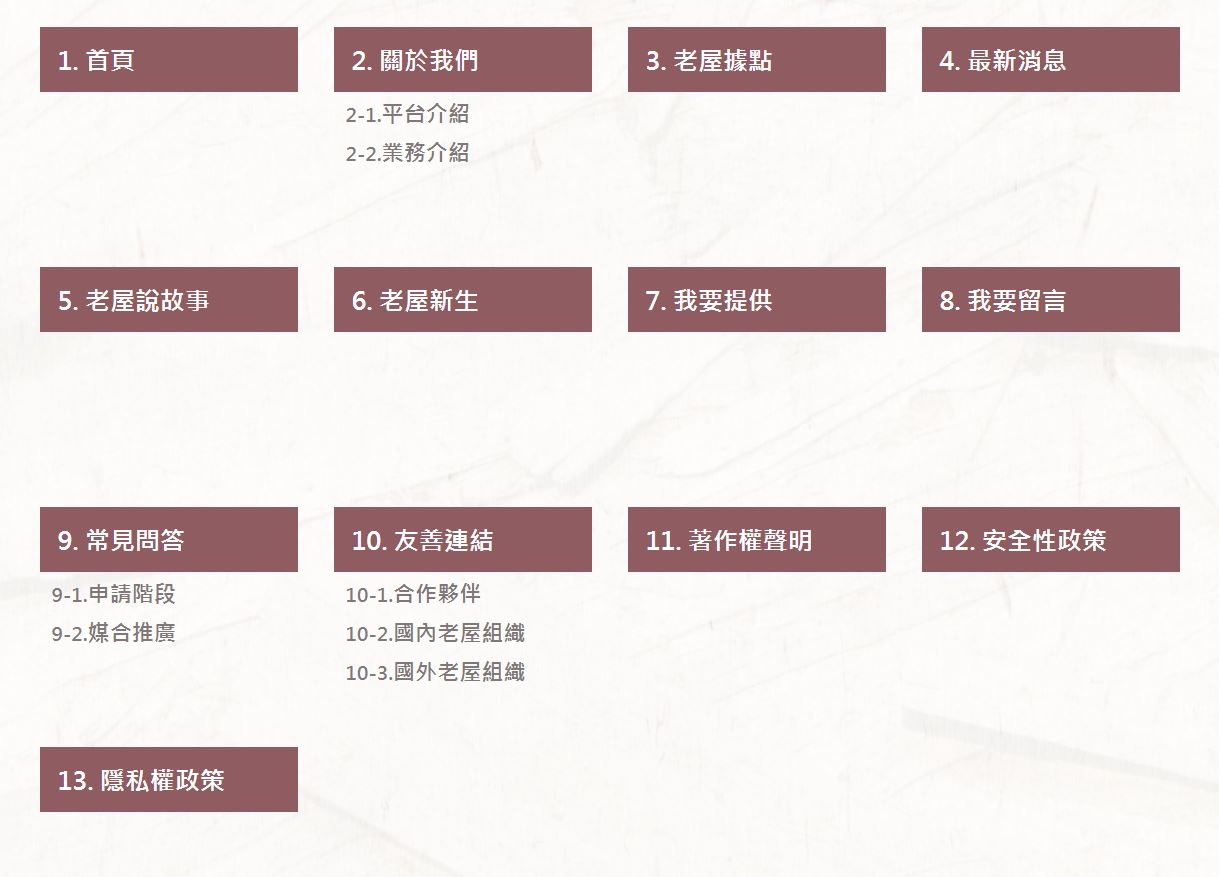 1. 首頁
2. 關於我們
2-1.平台介紹
2-2.業務介紹
3. 老屋據點
4. 最新消息
5. 老屋說故事
6. 老屋新生
7. 我要提供
8. 我要留言
9. 常見問答
9-1.申請階段
9-2.媒合推廣
10. 友善連結
10-1.合作夥伴
10-2.國內老屋組織
10-3.國外老屋組織
11. 著作權聲明
12. 安全性政策
13. 隱私權政策